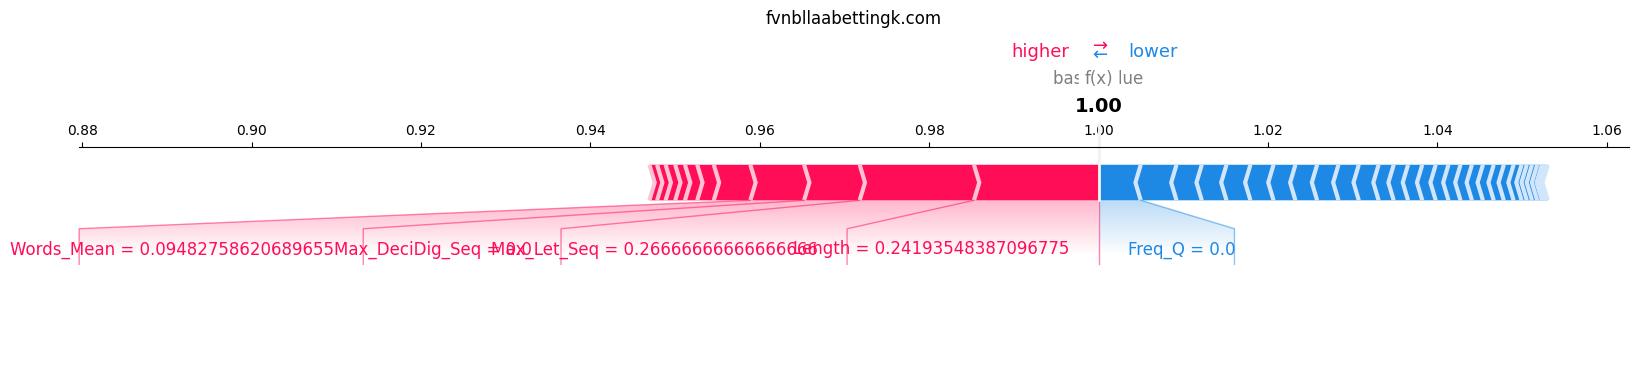 fvnbllaabettingk.com
higher → ← lower
bas f(x) lue
1.00
0.88 0.90 0.92 0.94 0.96 0.98 1.00 1.02 1.04 1.06
Words_Mean = 0.09482758620689655 Max_DeciDig_Seq = 0.0 Max_Let_Seq = 0.26666666666666666 Length = 0.24193548387096775 Freq_Q = 0.0